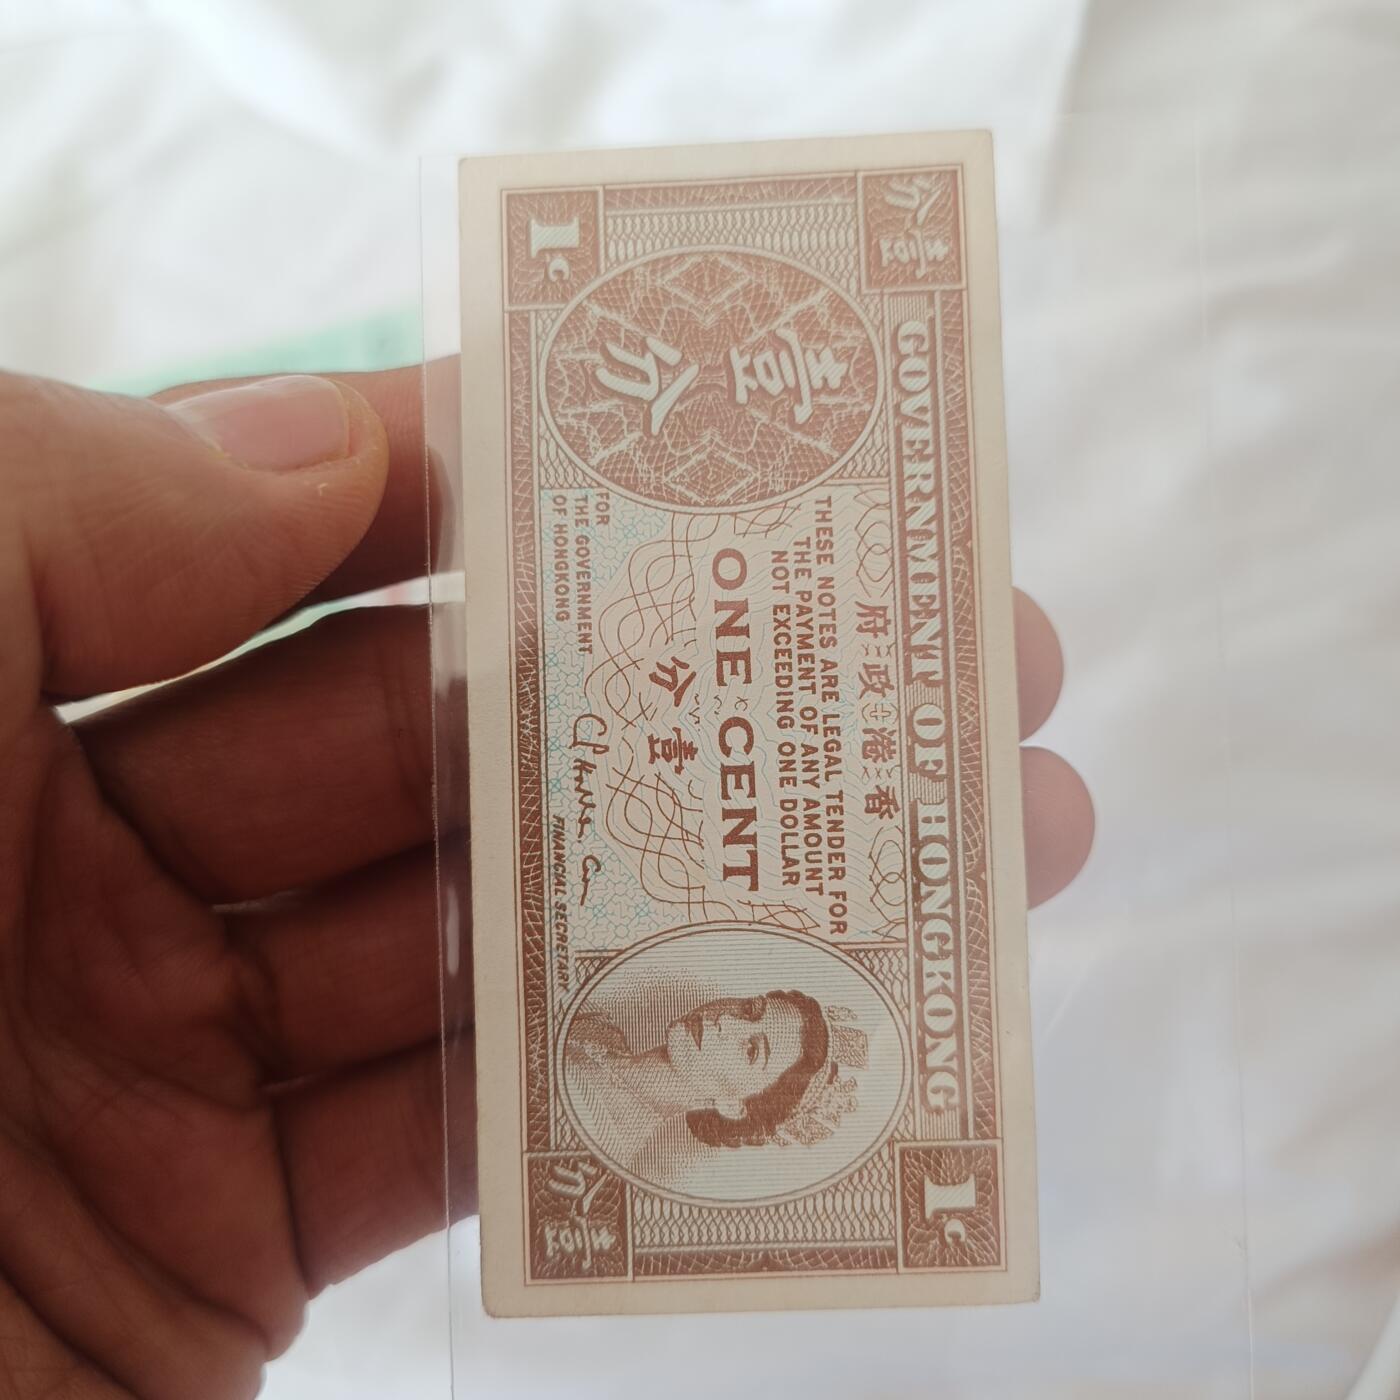 GOVERNMENT OF HONGKONG
分壹
1c
府政港香
THESE NOTES ARE LEGAL TENDER FOR
THE PAYMENT OF ANY AMOUNT
NOT EXCEEDING ONE DOLLAR
壹
分
ONE CENT
分壹
FOR
THE GOVERNMENT
OF HONGKONG
FINANCIAL SECRETARY
1c
分壹